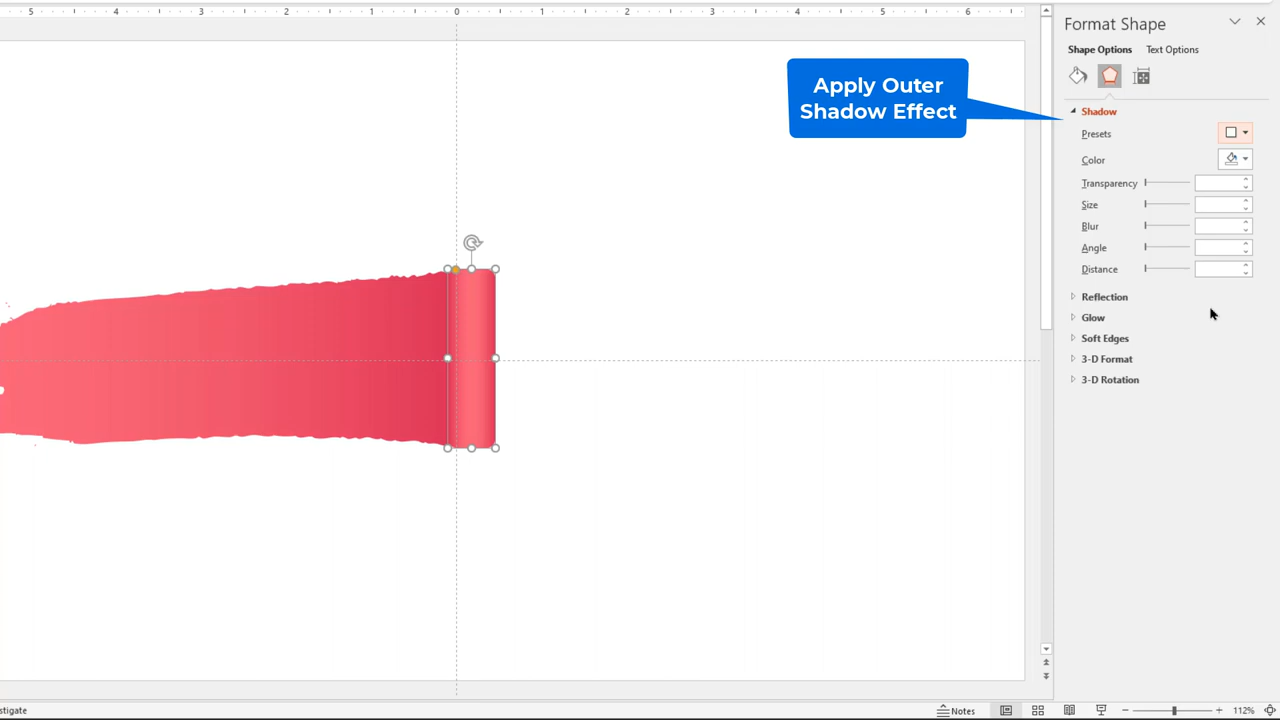 5 4 3 2 1 0 1 2 3 4 5 6
Format Shape
Shape Options Text Options
Apply Outer
Shadow Effect
Shadow
Presets
Color
Transparency
Size
Blur
Angle
Distance
Reflection
Glow
Soft Edges
3-D Format
3-D Rotation
stigate
Notes
112%